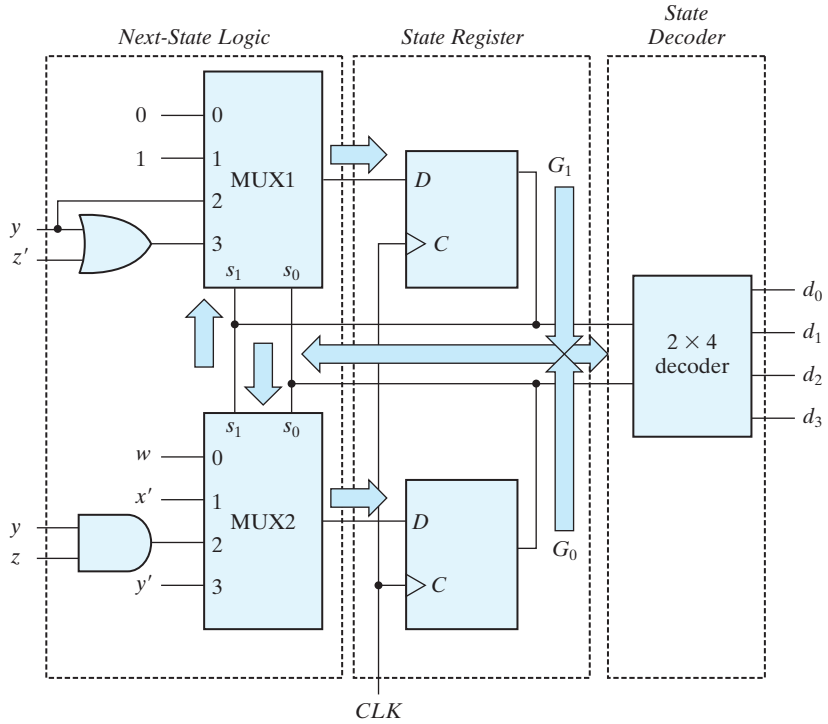 Next-State Logic
State Register
State
Decoder
0
0
1
1
MUX1
2
y
z′
3
s1 s0
D
C
G1
2 × 4
decoder
d0
d1
d2
d3
s1 s0
w
0
x′
1
MUX2
y
z
2
y′
3
D
C
G0
CLK